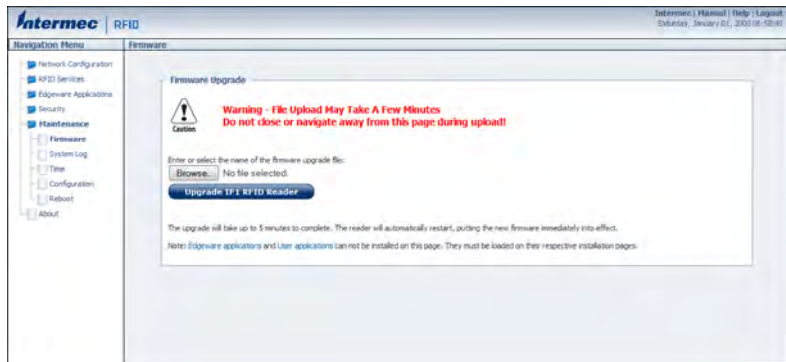 Intermec | RFID
Intermec | Manual | Help | Logout
Saturday, January 01, 2000
Navigation Menu
Firmware
Network Configuration
RFID Services
Edgeware Applications
Security
Maintenance
Firmware
System Log
Time
Configuration
Reboot
About
Firmware Upgrade
Caution
Warning - File Upload May Take A Few Minutes
Do not close or navigate away from this page during upload!
Enter or select the name of the firmware upgrade file:
Browse... No file selected.
Upgrade IF1 RFID Reader
The upgrade will take up to 5 minutes to complete. The reader will automatically restart, putting the new firmware immediately into effect.
Note: Edgeware applications and User applications can not be installed on this page. They must be loaded on their respective installation pages.